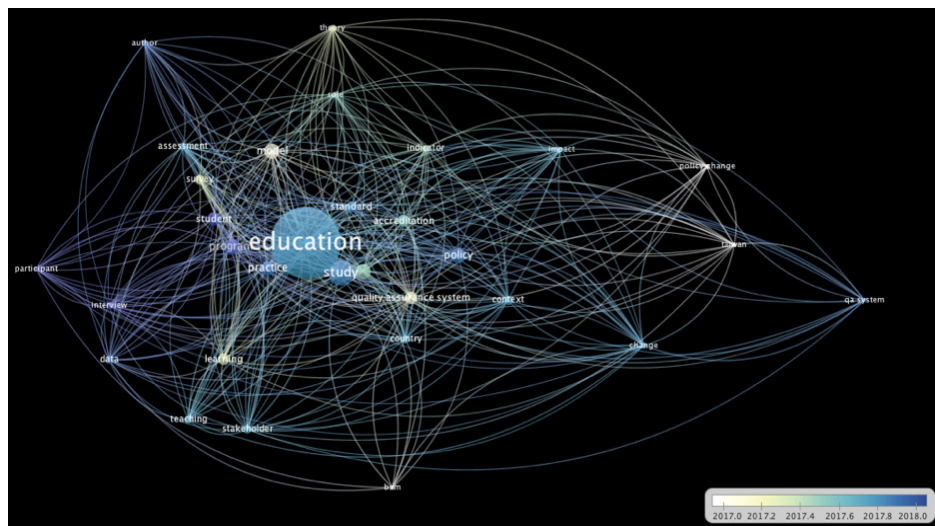 theory
author
role
assessment
model
indicator
impact
survey
policy change
student
standard
accreditation
program
education
taiwan
policy
participant
practice
study
quality assurance system
context
qa system
interview
country
change
data
learning
teaching
stakeholder
2017.0 2017.2 2017.4 2017.6 2017.8 2018.0